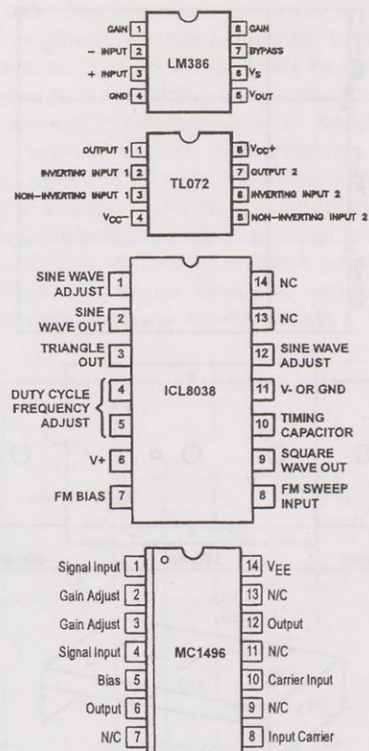 GAIN 1 8 GAIN
- INPUT 2 7 BYPASS
+ INPUT 3 6 VS
GND 4 5 VOUT
LM386
OUTPUT 1 1 8 VCC+
INVERTING INPUT 1 2 7 OUTPUT 2
NON-INVERTING INPUT 1 3 6 INVERTING INPUT 2
VCC- 4 5 NON-INVERTING INPUT 2
TL072
SINE WAVE
ADJUST 1 14 NC
SINE
WAVE OUT 2 13 NC
TRIANGLE
OUT 3 12 SINE WAVE
ADJUST
DUTY CYCLE
FREQUENCY
ADJUST 4 5
ICL8038
11 V- OR GND
10 TIMING
CAPACITOR
V+ 6 9 SQUARE
WAVE OUT
FM BIAS 7 8 FM SWEEP
INPUT
Signal Input 1 14 VEE
Gain Adjust 2 13 N/C
Gain Adjust 3 12 Output
Signal Input 4 11 N/C
MC1496
Bias 5 10 Carrier Input
Output 6 9 N/C
N/C 7 8 Input Carrier